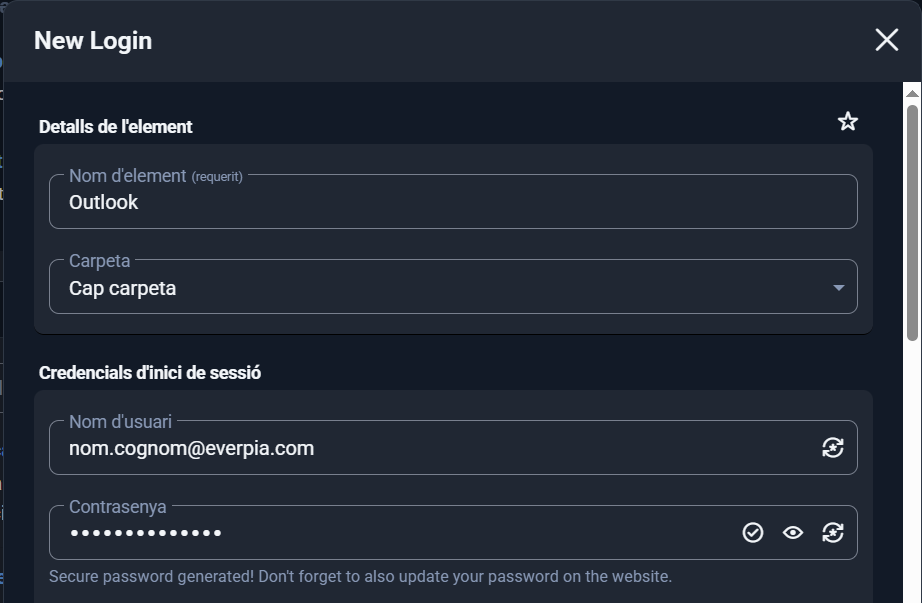 New Login
Detalls de l'element
Nom d'element (requerit)
Outlook
Carpeta
Cap carpeta
Credencials d'inici de sessió
Nom d'usuari
nom.cognom@everpia.com
Contrasenya
••••••••••••••
Secure password generated! Don't forget to also update your password on the website.